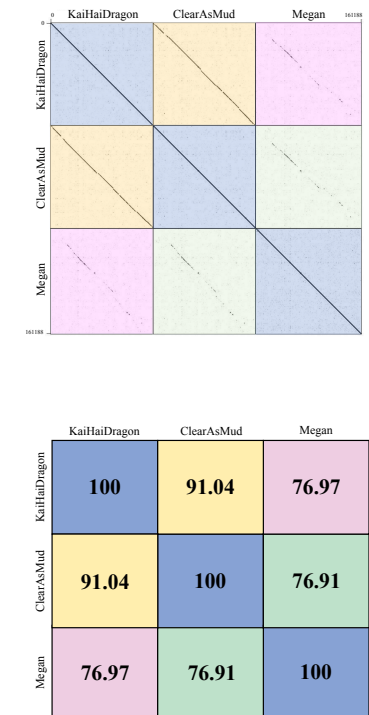 0 KaiHaiDragon ClearAsMud Megan 161188
0
KaiHaiDragon
ClearAsMud
Megan
161188
KaiHaiDragon ClearAsMud Megan
KaiHaiDragon 100 91.04 76.97
ClearAsMud 91.04 100 76.91
Megan 76.97 76.91 100